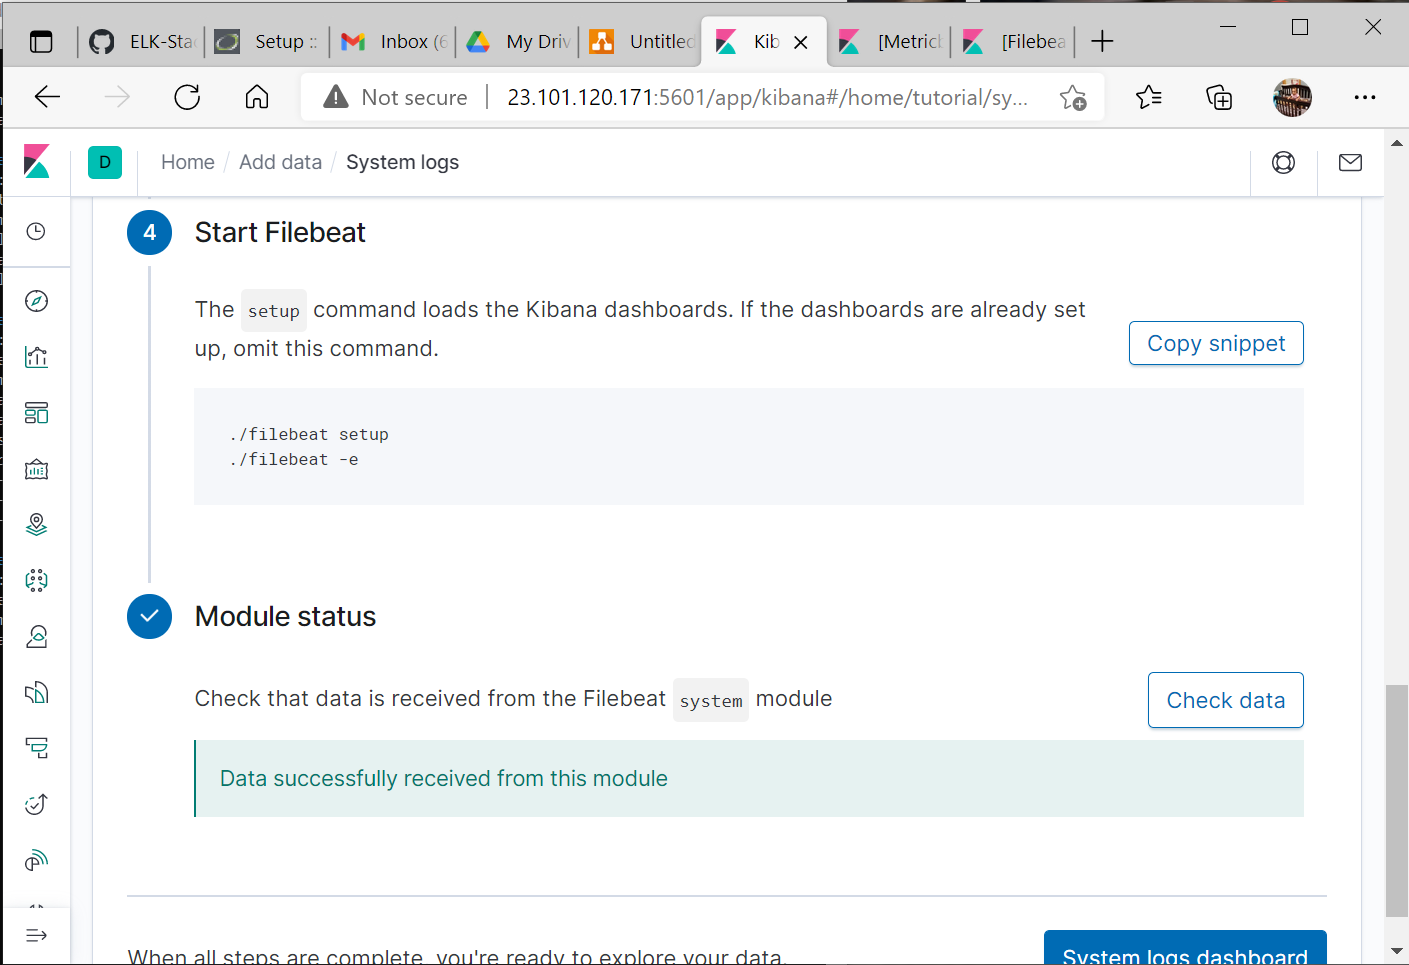 ELK-Sta
Setup ::
Inbox (6
My Driv
Untitled
Kib
[Metric
[Filebea
Not secure
23.101.120.171:5601/app/kibana#/home/tutorial/sy...
D
Home / Add data / System logs
4
Start Filebeat
The setup command loads the Kibana dashboards. If the dashboards are already set
up, omit this command.
Copy snippet
./filebeat setup
./filebeat -e
Module status
Check that data is received from the Filebeat system module
Check data
Data successfully received from this module
When all steps are complete, you're ready to explore your data.
System logs dashboard